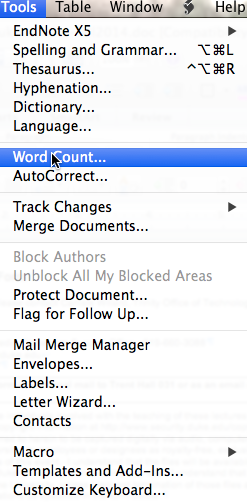 Tools Table Window Help
EndNote X5
Spelling and Grammar... ⌥⌘L
Thesaurus... ^⌥⌘R
Hyphenation...
Dictionary...
Language...
Word Count...
AutoCorrect...
Track Changes
Merge Documents...
Block Authors
Unblock All My Blocked Areas
Protect Document...
Flag for Follow Up...
Mail Merge Manager
Envelopes...
Labels...
Letter Wizard...
Contacts
Macro
Templates and Add-Ins...
Customize Keyboard...